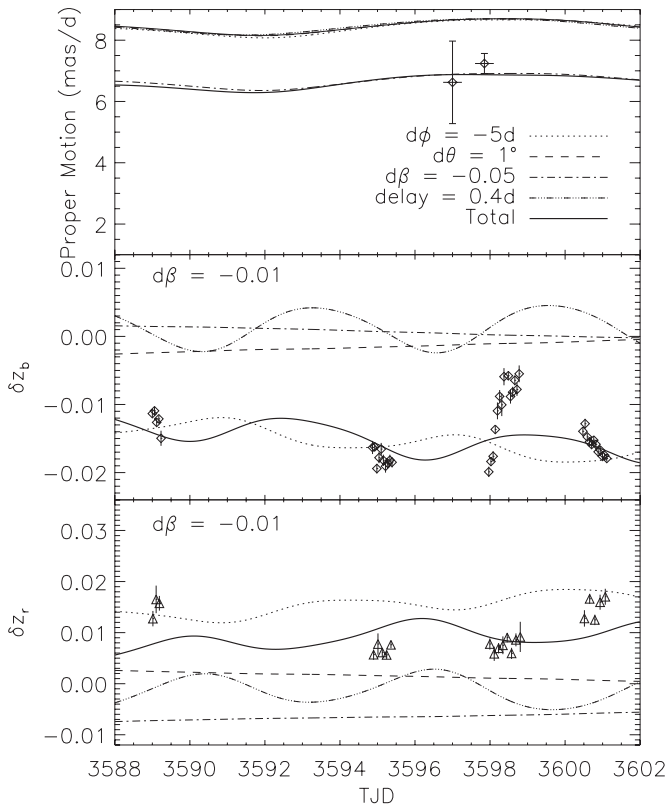 Proper Motion (mas/d)
8
6
4
2
dϕ = −5d
dθ = 1°
dβ = −0.05
delay = 0.4d
Total
dβ = −0.01
δz_b
0.01
0.00
−0.01
−0.02
dβ = −0.01
δz_r
0.03
0.02
0.01
0.00
−0.01
3588 3590 3592 3594 3596 3598 3600 3602
TJD